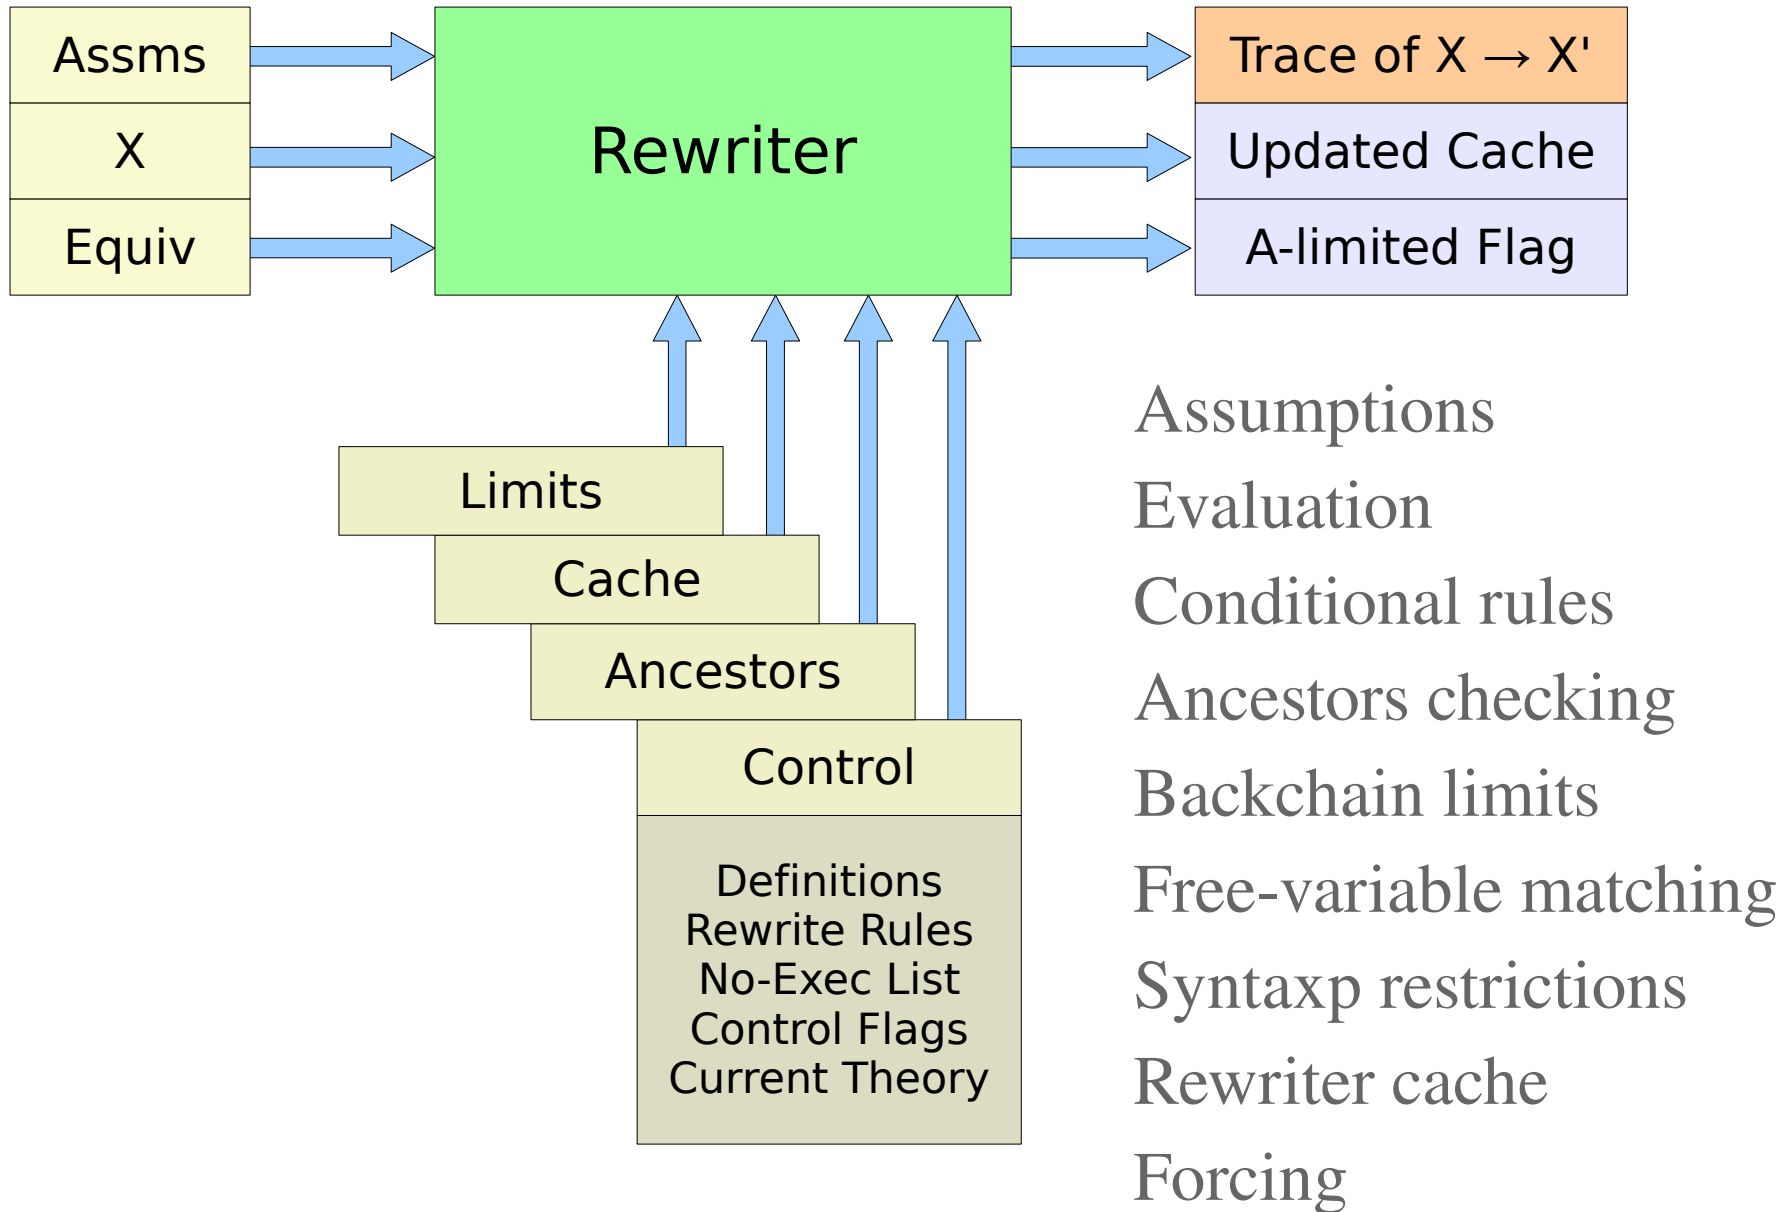 Assms
X
Equiv
Rewriter
Trace of X → X'
Updated Cache
A-limited Flag
Limits
Cache
Ancestors
Control
Definitions
Rewrite Rules
No-Exec List
Control Flags
Current Theory
Assumptions
Evaluation
Conditional rules
Ancestors checking
Backchain limits
Free-variable matching
Syntaxp restrictions
Rewriter cache
Forcing